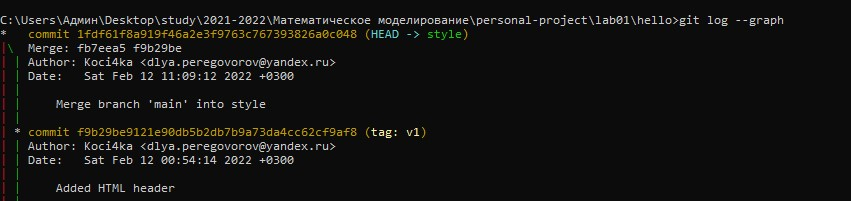 C:\Users\Админ\Desktop\study\2021-2022\Математическое моделирование\personal-project\lab01\hello>git log --graph
*   commit 1fdf61f8a919f46a2e3f9763c767393826a0c048 (HEAD -> style)
|\  Merge: fb7eea5 f9b29be
| | Author: Koci4ka <dlya.peregovorov@yandex.ru>
| | Date:   Sat Feb 12 11:09:12 2022 +0300
| |
| |     Merge branch 'main' into style
| |
| * commit f9b29be9121e90db5b2db7b9a73da4cc62cf9af8 (tag: v1)
| | Author: Koci4ka <dlya.peregovorov@yandex.ru>
| | Date:   Sat Feb 12 00:54:14 2022 +0300
| |
| |     Added HTML header
| |